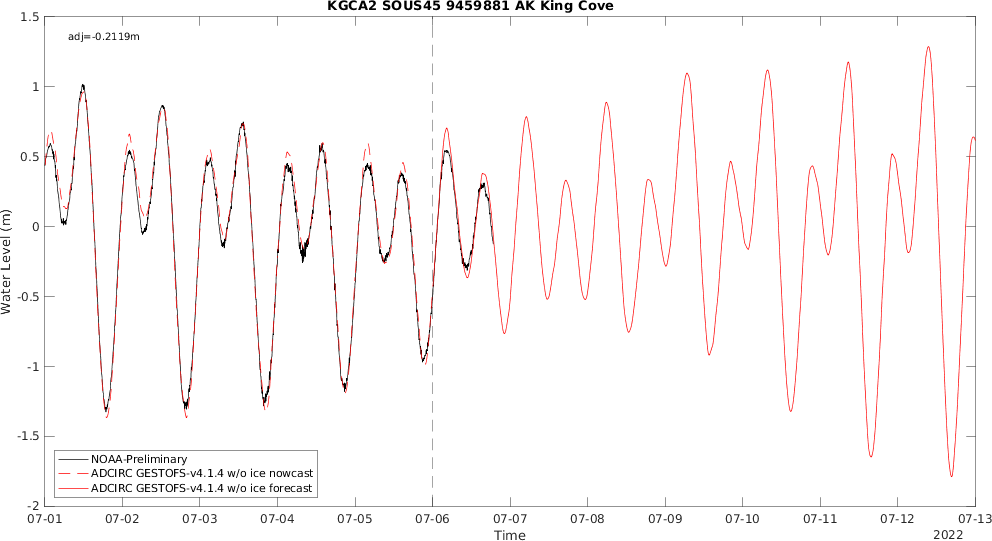 KGCA2 SOUS45 9459881 AK King Cove
adj=-0.2119m
1.5
1
0.5
0
-0.5
-1
-1.5
-2
Water Level (m)
NOAA-Preliminary
ADCIRC GESTOFS-v4.1.4 w/o ice nowcast
ADCIRC GESTOFS-v4.1.4 w/o ice forecast
07-01 07-02 07-03 07-04 07-05 07-06 07-07 07-08 07-09 07-10 07-11 07-12 07-13
Time
2022